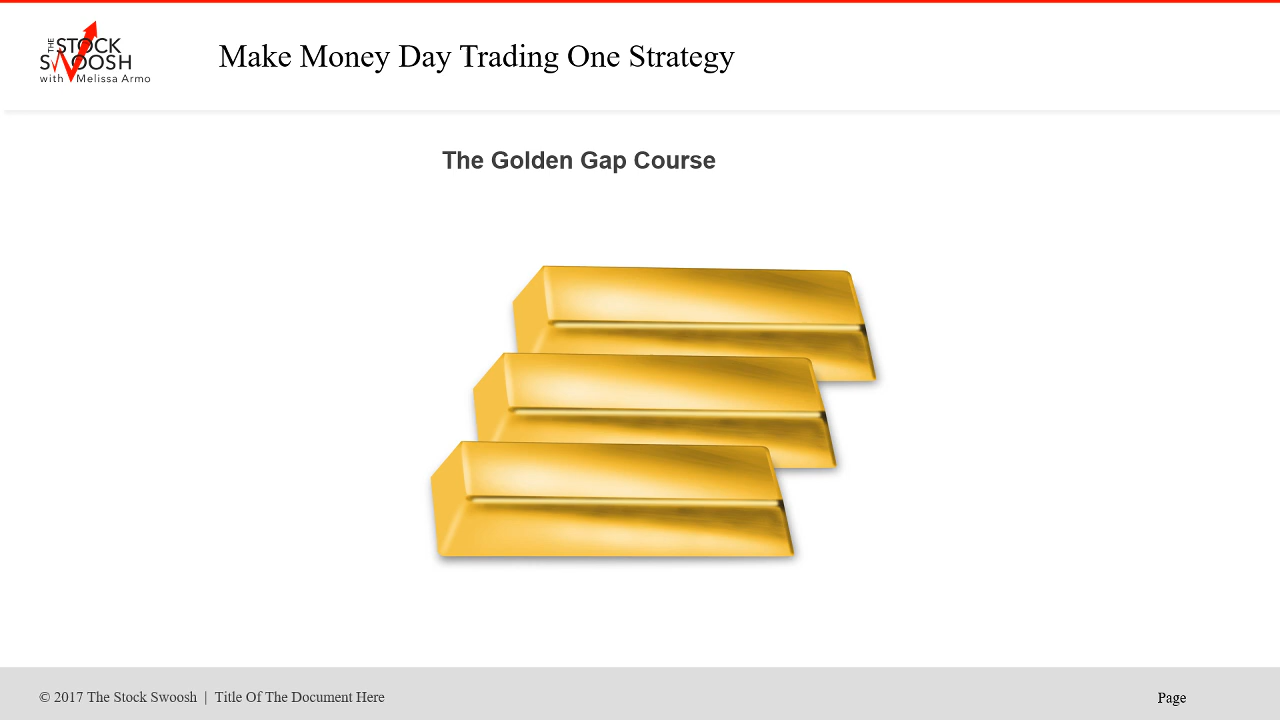 THE
STOCK
SWOOSH
with Melissa Armo
Make Money Day Trading One Strategy
The Golden Gap Course
© 2017 The Stock Swoosh | Title Of The Document Here
Page